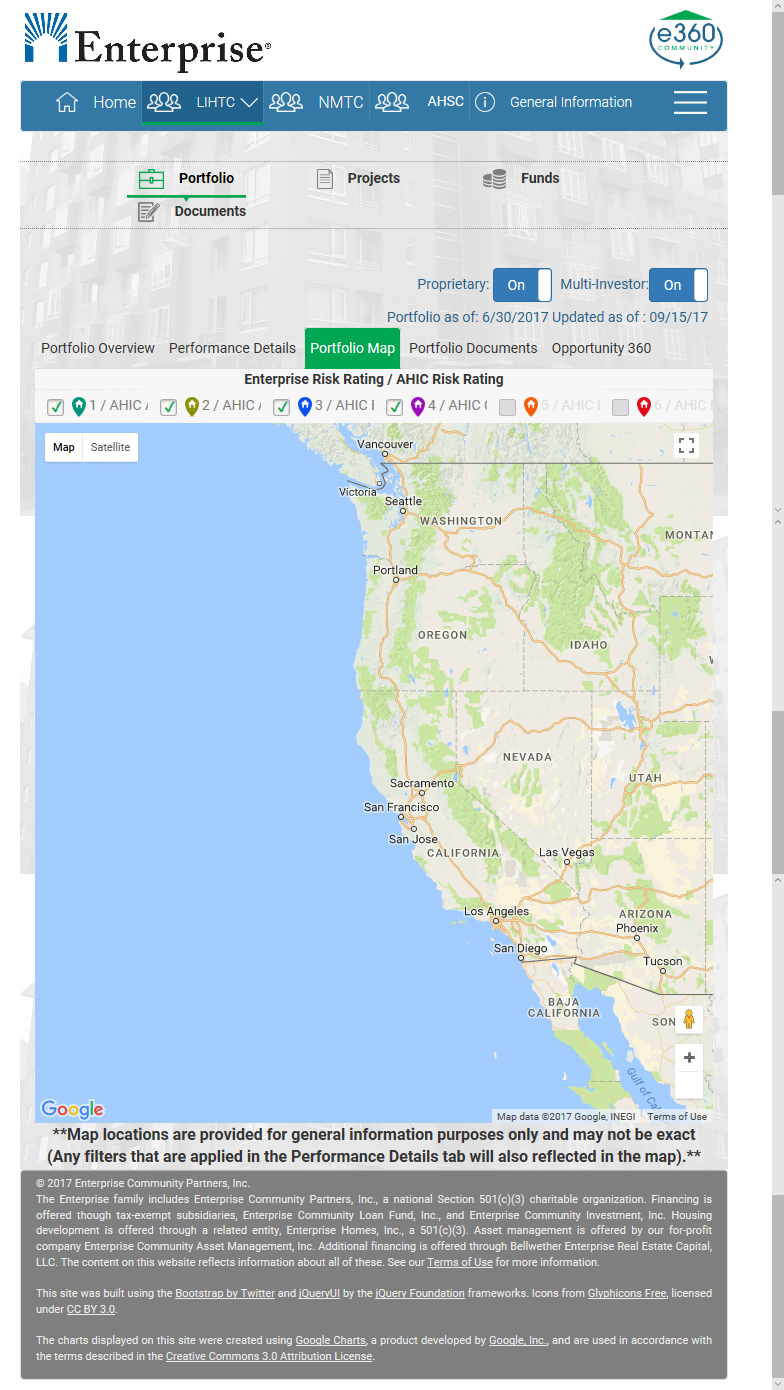 Enterprise®
e360
COMMUNITY
Home LIHTC NMTC AHSC General Information
Portfolio Projects Funds
Documents
Proprietary: On Multi-Investor: On
Portfolio as of: 6/30/2017 Updated as of : 09/15/17
Portfolio Overview Performance Details Portfolio Map Portfolio Documents Opportunity 360
Enterprise Risk Rating / AHIC Risk Rating
1 / AHIC 2 / AHIC 3 / AHIC 4 / AHIC 5 / AHIC 6 / AHIC
Map Satellite
Vancouver
Victoria
Seattle
WASHINGTON
MONTAN
Portland
OREGON
IDAHO
NEVADA
UTAH
Sacramento
San Francisco
San Jose
CALIFORNIA
Las Vegas
Los Angeles
ARIZONA
Phoenix
San Diego
Tucson
BAJA
CALIFORNIA
SON
Gulf of Cal
Google
Map data ©2017 Google, INEGI Terms of Use
**Map locations are provided for general information purposes only and may not be exact
(Any filters that are applied in the Performance Details tab will also reflected in the map).**
© 2017 Enterprise Community Partners, Inc.
The Enterprise family includes Enterprise Community Partners, Inc., a national Section 501(c)(3) charitable organization. Financing is
offered though tax-exempt subsidiaries, Enterprise Community Loan Fund, Inc., and Enterprise Community Investment, Inc. Housing
development is offered through a related entity, Enterprise Homes, Inc., a 501(c)(3). Asset management is offered by our for-profit
company Enterprise Community Asset Management, Inc. Additional financing is offered through Bellwether Enterprise Real Estate Capital,
LLC. The content on this website reflects information about all of these. See our Terms of Use for more information.
This site was built using the Bootstrap by Twitter and jQueryUI by the jQuery Foundation frameworks. Icons from Glyphicons Free, licensed
under CC BY 3.0.
The charts displayed on this site were created using Google Charts, a product developed by Google, Inc., and are used in accordance with
the terms described in the Creative Commons 3.0 Attribution License.